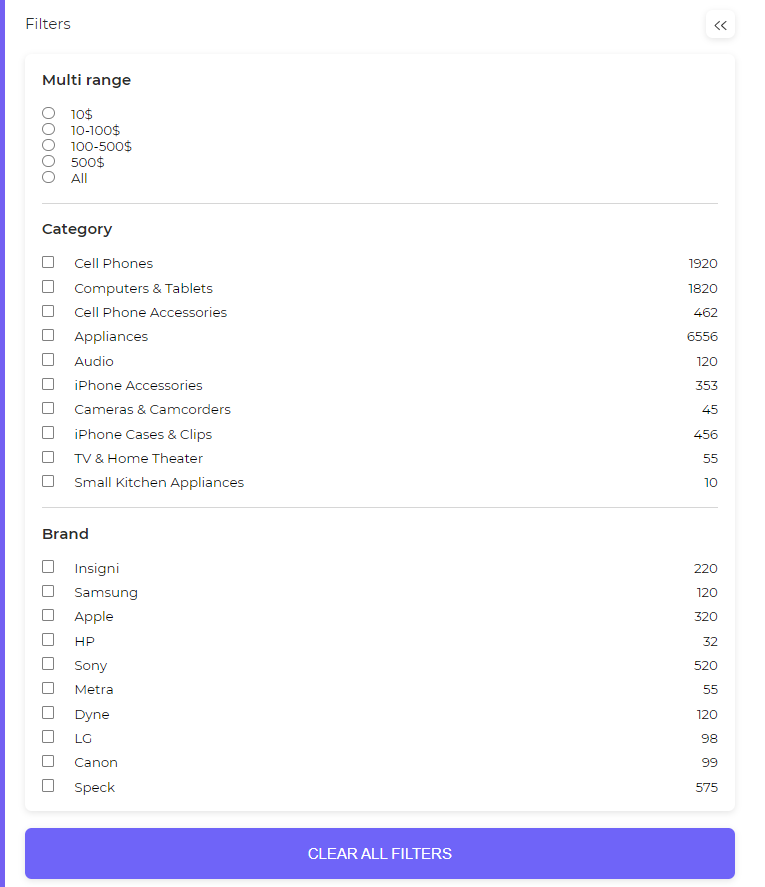 Filters
Multi range
10$
10-100$
100-500$
500$
All
Category
Cell Phones 1920
Computers & Tablets 1820
Cell Phone Accessories 462
Appliances 6556
Audio 120
iPhone Accessories 353
Cameras & Camcorders 45
iPhone Cases & Clips 456
TV & Home Theater 55
Small Kitchen Appliances 10
Brand
Insigni 220
Samsung 120
Apple 320
HP 32
Sony 520
Metra 55
Dyne 120
LG 98
Canon 99
Speck 575
CLEAR ALL FILTERS